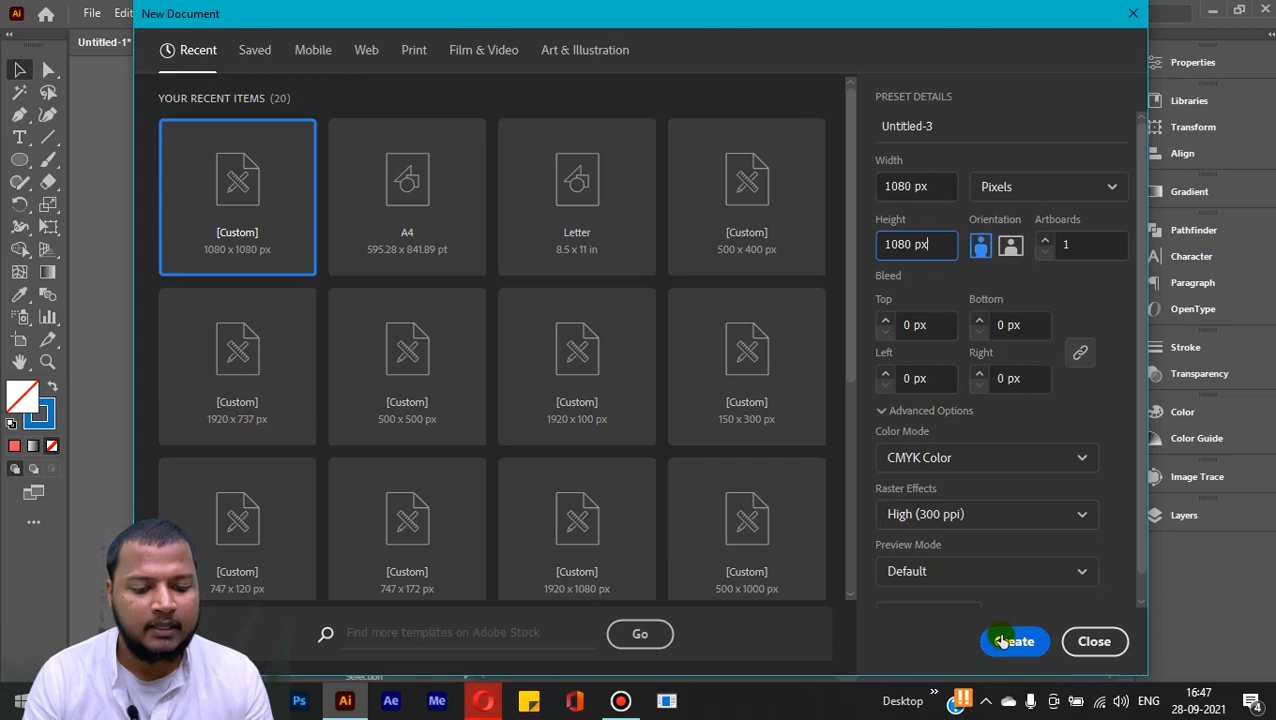 New Document
Ai File Edi
Untitled-1*
Recent Saved Mobile Web Print Film & Video Art & Illustration
YOUR RECENT ITEMS (20)
[Custom] A4 Letter [Custom]
1080 x 1080 px 595.28 x 841.89 pt 8.5 x 11 in 500 x 400 px
[Custom] [Custom] [Custom] [Custom]
1920 x 737 px 500 x 500 px 1920 x 100 px 150 x 300 px
[Custom] [Custom] [Custom] [Custom]
747 x 120 px 747 x 172 px 1920 x 1080 px 500 x 1000 px
Find more templates on Adobe Stock Go
PRESET DETAILS
Untitled-3
Width
1080 px Pixels
Height Orientation Artboards
1080 px 1
Bleed
Top Bottom
0 px 0 px
Left Right
0 px 0 px
Advanced Options
Color Mode
CMYK Color
Raster Effects
High (300 ppi)
Preview Mode
Default
Create Close
Properties
Libraries
Transform
Align
Gradient
Pathfinder
Character
Paragraph
OpenType
Stroke
Transparency
Color
Color Guide
Image Trace
Layers
Selection
Ps Ai Ae Me Desktop ENG 16:47
28-09-2021 4